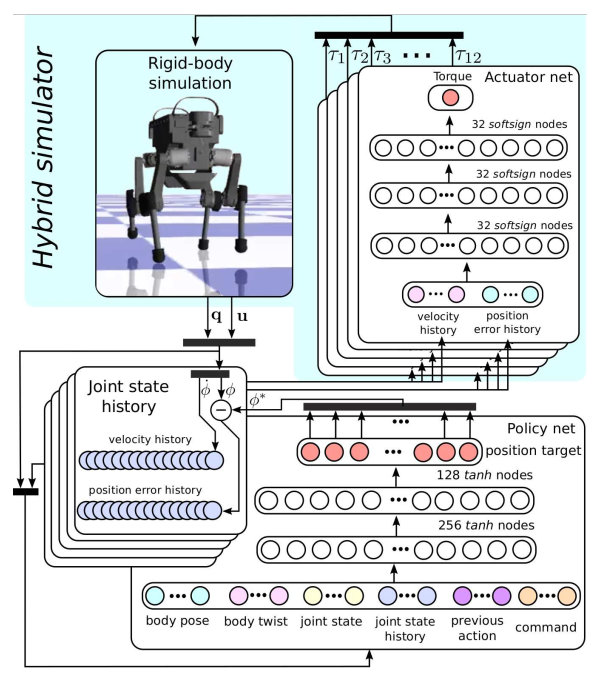 Hybrid simulator
Rigid-body
simulation
τ1 τ2 τ3 ... τ12
Actuator net
Torque
32 softsign nodes
32 softsign nodes
32 softsign nodes
velocity
history
position
error history
q u
Joint state
history
ϕ̇ ϕ
−
ϕ*
velocity history
position error history
Policy net
position target
128 tanh nodes
256 tanh nodes
body pose
body twist
joint state
joint state
history
previous
action
command